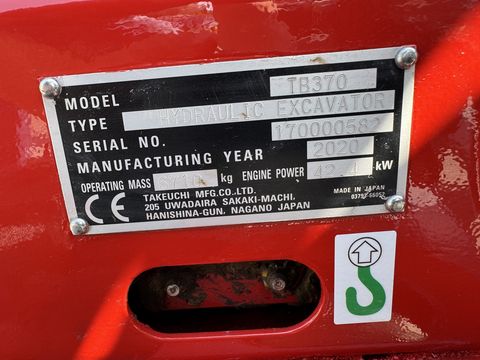 MODEL TB370
TYPE HYDRAULIC EXCAVATOR
SERIAL NO. 170000582
MANUFACTURING YEAR 2020
OPERATING MASS kg ENGINE POWER kW
CE TAKEUCHI MFG.CO.,LTD.
205 UWADAIRA SAKAKI-MACHI.
HANISHINA-GUN. NAGANO JAPAN
MADE IN JAPAN